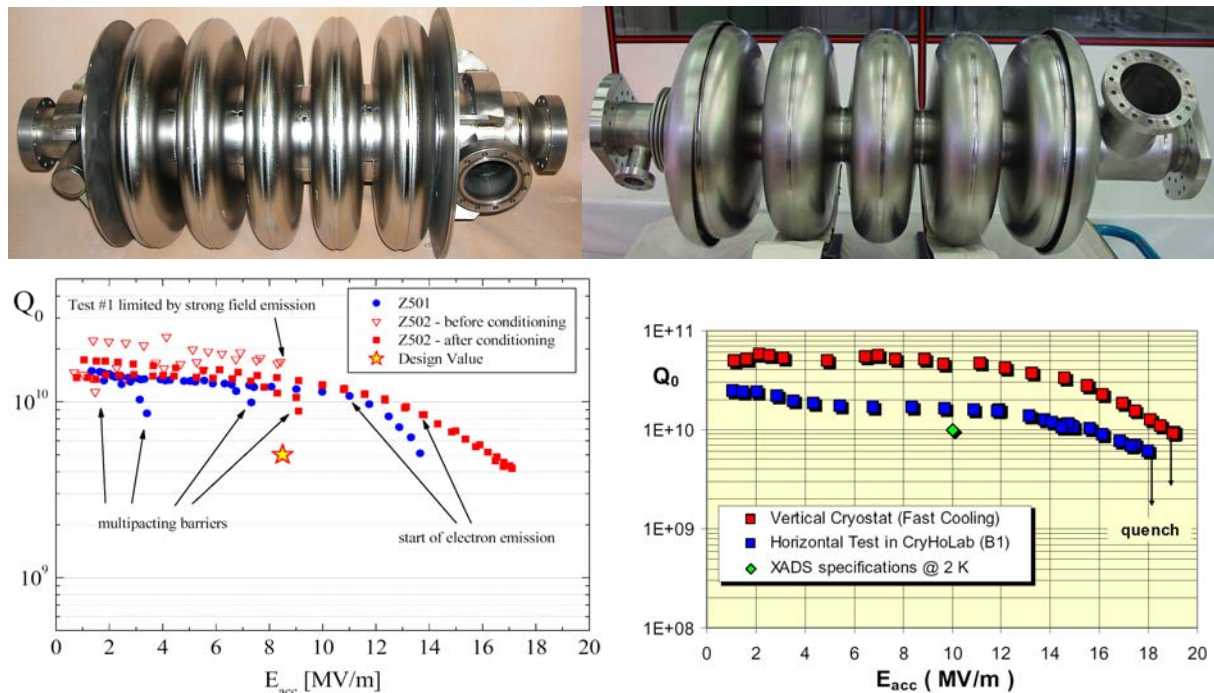 Q0
Test #1 limited by strong field emission
Z501
Z502 - before conditioning
Z502 - after conditioning
Design Value
10^10
10^9
multipacting barriers
start of electron emission
0 2 4 6 8 10 12 14 16 18 20
E_acc [MV/m]
1E+11
Q0
1E+10
1E+09
1E+08
Vertical Cryostat (Fast Cooling)
Horizontal Test in CryHoLab (B1)
XADS specifications @ 2 K
quench
0 2 4 6 8 10 12 14 16 18 20
E_acc ( MV/m )